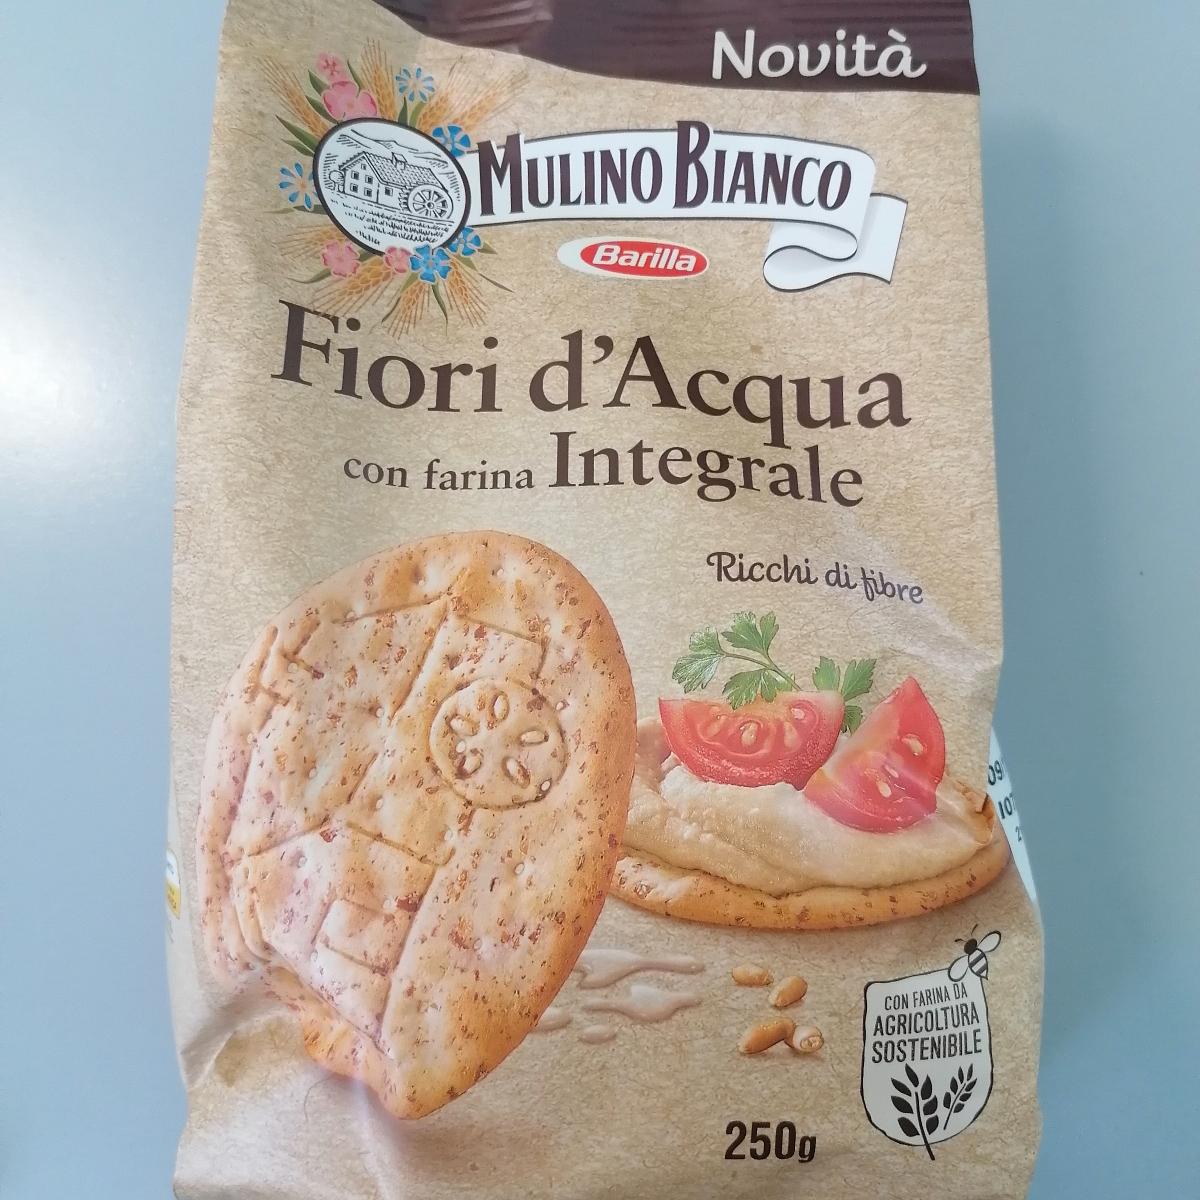 Novità
MULINO BIANCO
Barilla
Fiori d'Acqua
con farina Integrale
Ricchi di fibre
CON FARINA DA
AGRICOLTURA
SOSTENIBILE
250g